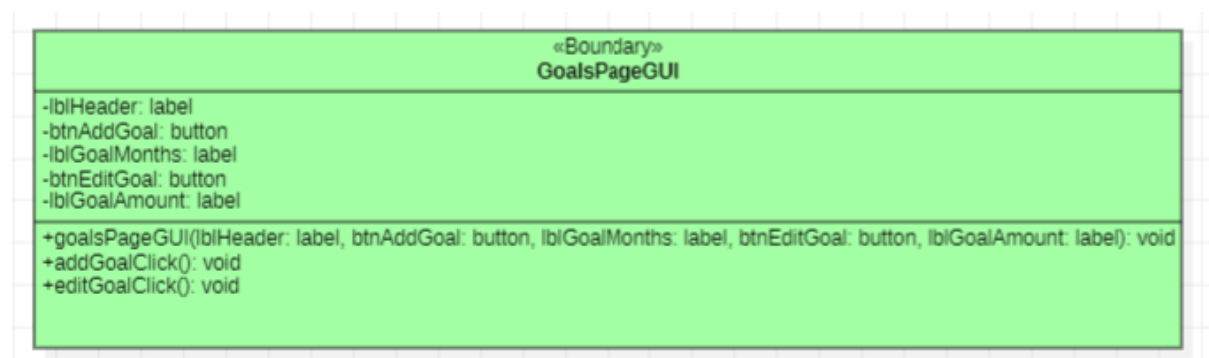 «Boundary»
GoalsPageGUI
-lblHeader: label
-btnAddGoal: button
-lblGoalMonths: label
-btnEditGoal: button
-lblGoalAmount: label
+goalsPageGUI(lblHeader: label, btnAddGoal: button, lblGoalMonths: label, btnEditGoal: button, lblGoalAmount: label): void
+addGoalClick(): void
+editGoalClick(): void